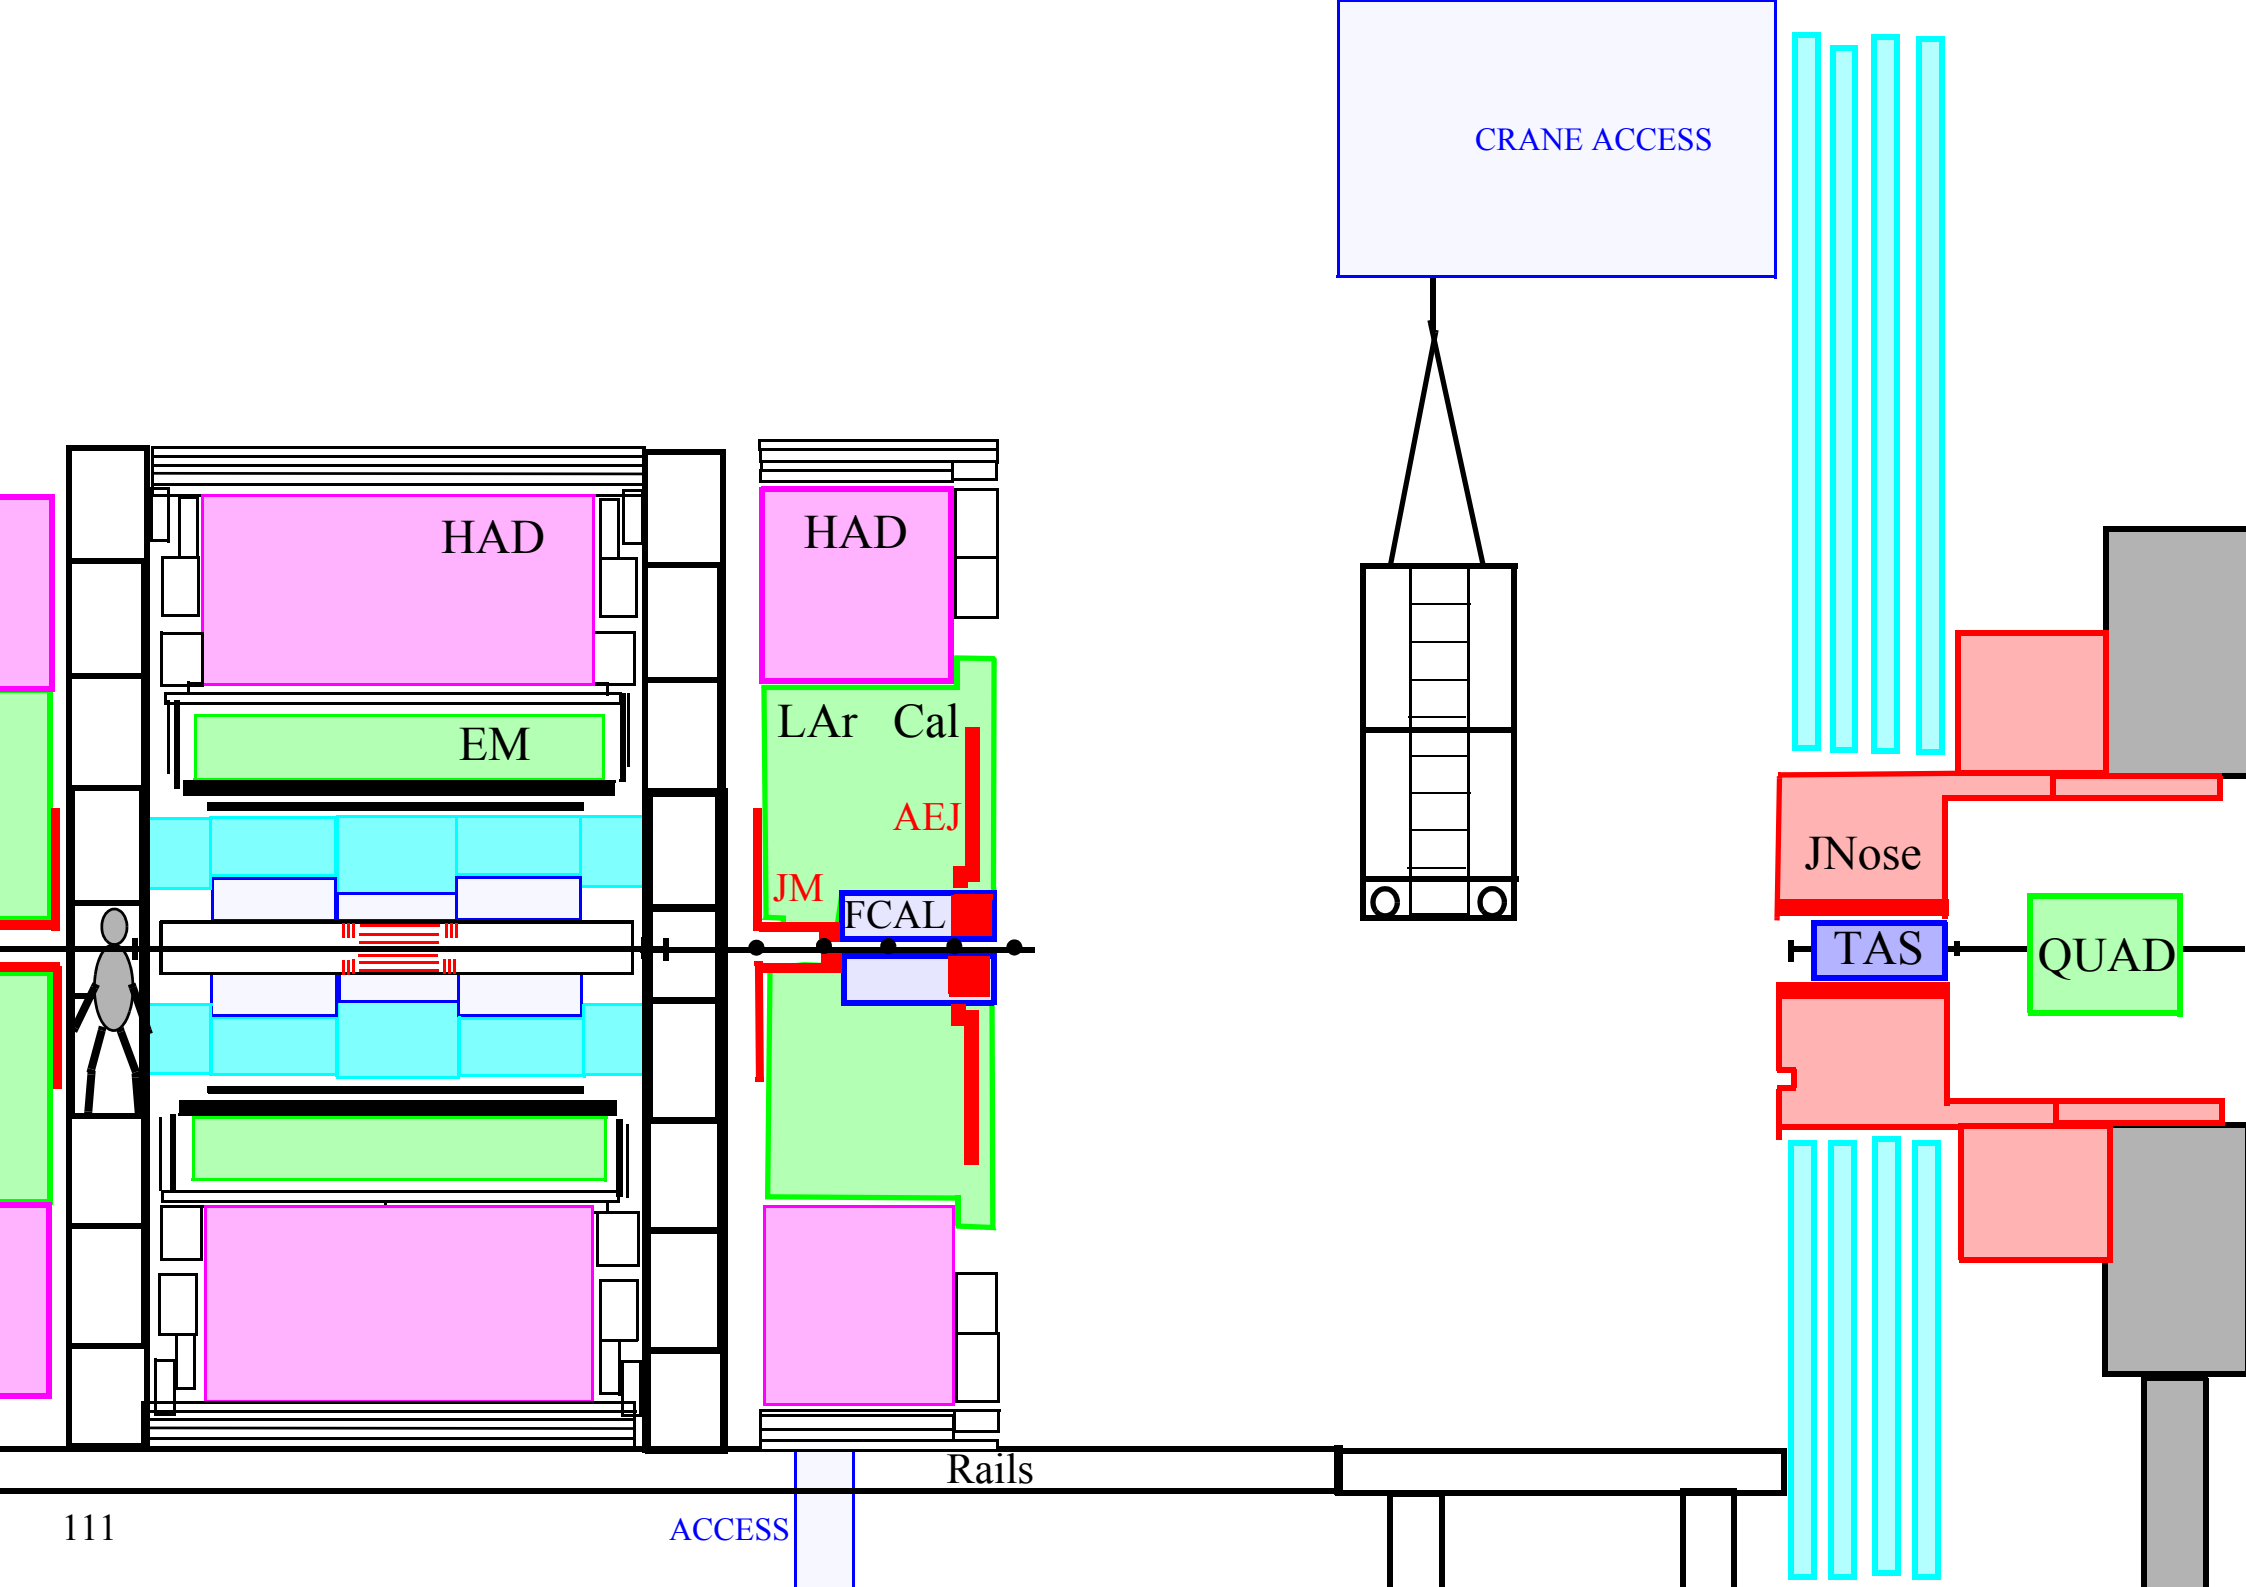 CRANE ACCESS
HAD
HAD
LAr Cal
EM
AEJ
JNose
JM
FCAL
TAS
QUAD
Rails
111
ACCESS